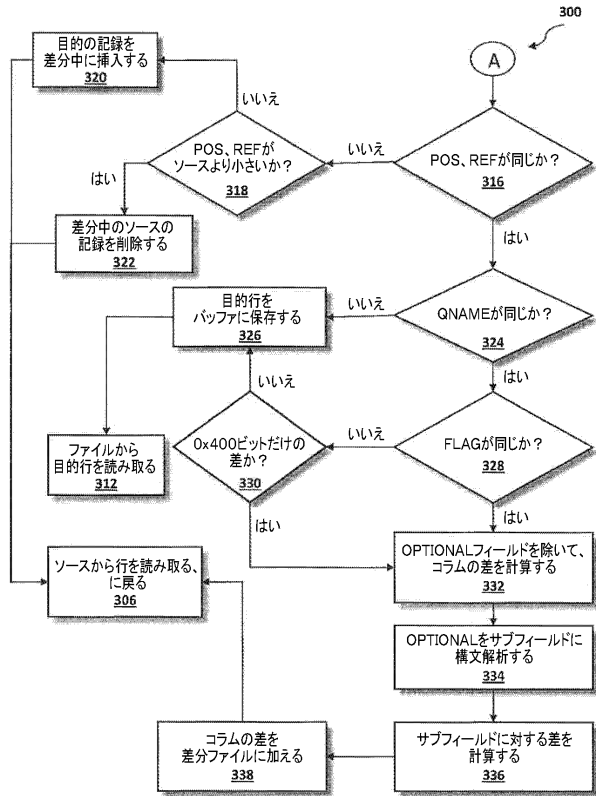 300
A
目的の記録を
差分中に挿入する
320
いいえ
POS、REFが
ソースより小さいか？
318
いいえ
POS、REFが同じか？
316
はい
はい
差分中のソースの
記録を削除する
322
目的行を
バッファに保存する
326
いいえ
QNAMEが同じか？
324
はい
いいえ
0x400ビットだけの
差か？
330
いいえ
FLAGが同じか？
328
ファイルから
目的行を読み取る
312
はい
はい
OPTIONALフィールドを除いて、
コラムの差を計算する
332
ソースから行を読み取る、
に戻る
306
OPTIONALをサブフィールドに
構文解析する
334
コラムの差を
差分ファイルに加える
338
サブフィールドに対する差を
計算する
336